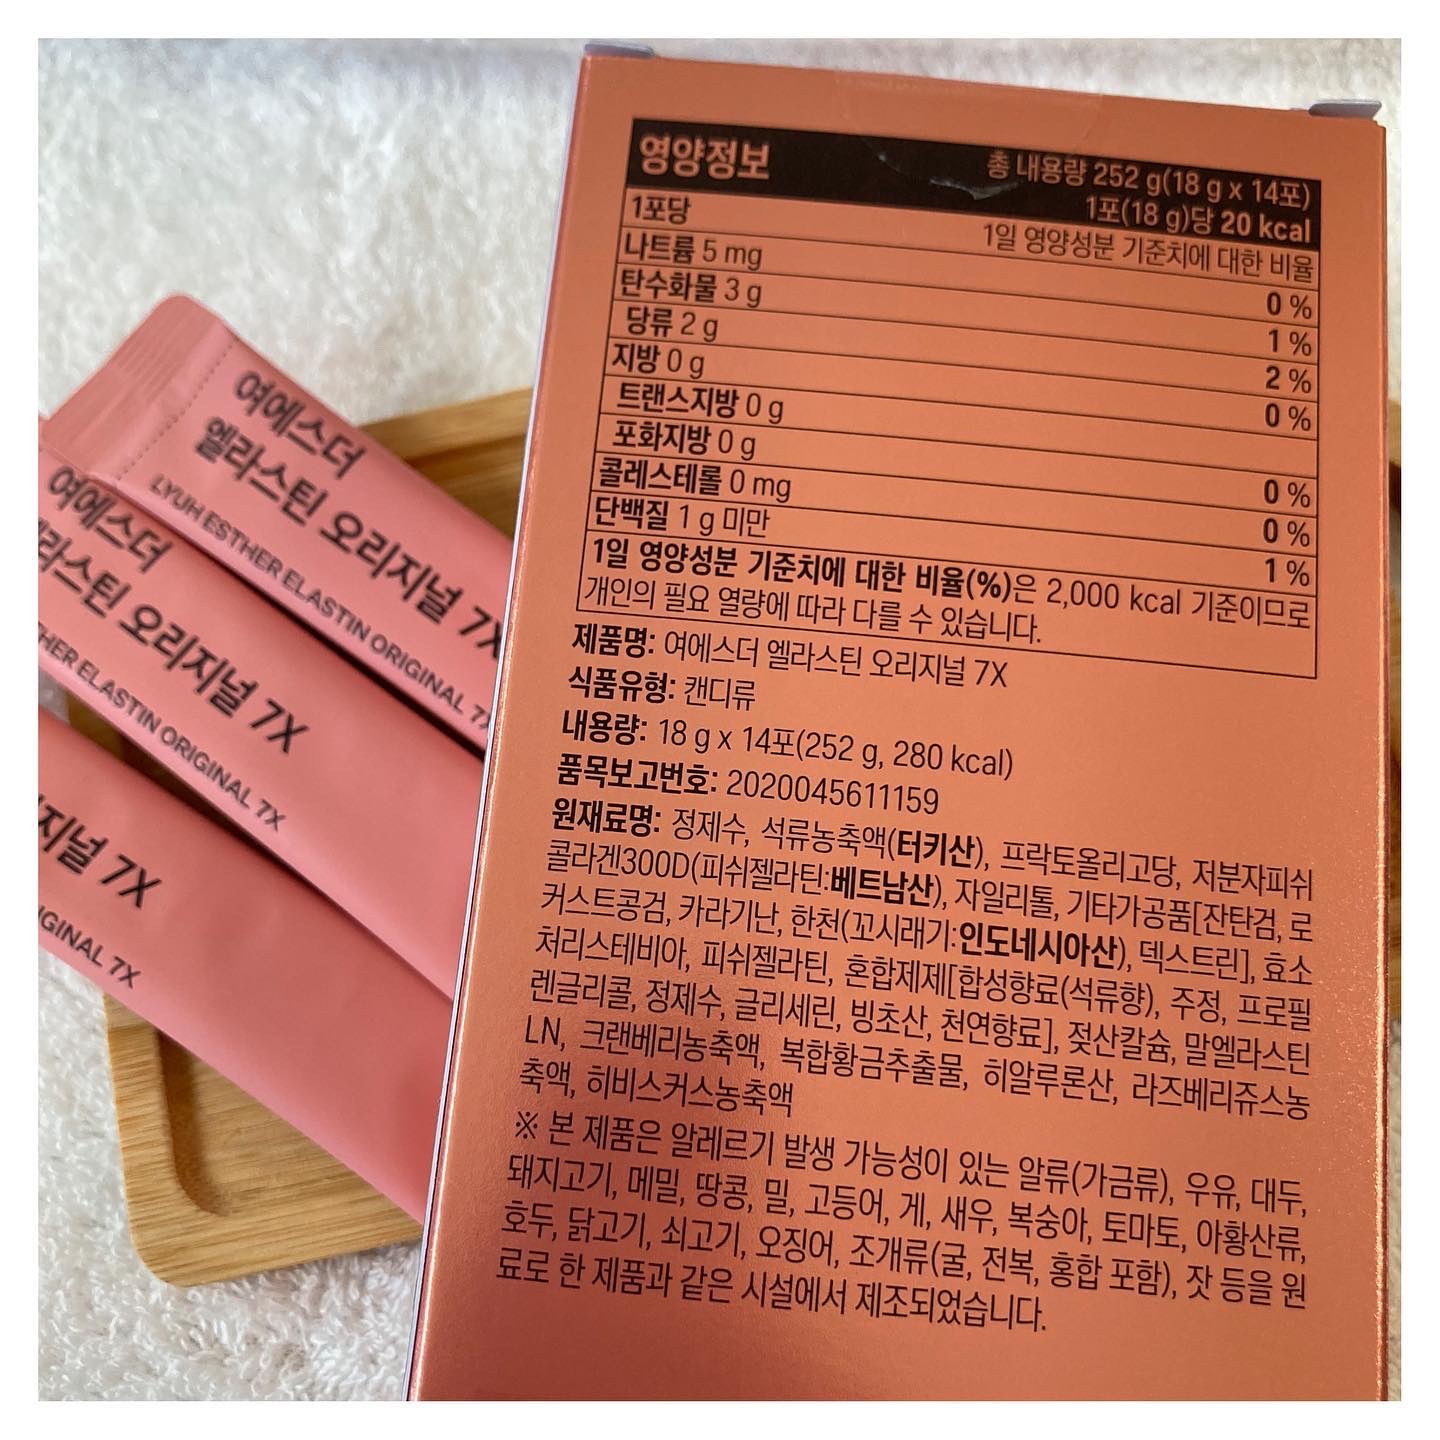 여에스더
엘라스틴 오리지널 7X
LYUH ESTHER ELASTIN ORIGINAL 7X
여에스더
라스틴 오리지널 7X
HER ELASTIN ORIGINAL 7X
지널 7X
GINAL 7X
영양정보
총 내용량 252 g(18 g x 14포)
1포(18 g)당 20 kcal
1포당
1일 영양성분 기준치에 대한 비율
나트륨 5 mg 0 %
탄수화물 3 g 1 %
당류 2 g 2 %
지방 0 g 0 %
트랜스지방 0 g
포화지방 0 g 0 %
콜레스테롤 0 mg 0 %
단백질 1 g 미만 1 %
1일 영양성분 기준치에 대한 비율(%)은 2,000 kcal 기준이므로
개인의 필요 열량에 따라 다를 수 있습니다.
제품명: 여에스더 엘라스틴 오리지널 7X
식품유형: 캔디류
내용량: 18 g x 14포(252 g, 280 kcal)
품목보고번호: 2020045611159
원재료명: 정제수, 석류농축액(터키산), 프락토올리고당, 저분자피쉬
콜라겐300D(피쉬젤라틴:베트남산), 자일리톨, 기타가공품[잔탄검, 로
커스트콩검, 카라기난, 한천(꼬시래기:인도네시아산), 덱스트린], 효소
처리스테비아, 피쉬젤라틴, 혼합제제[합성향료(석류향), 주정, 프로필
렌글리콜, 정제수, 글리세린, 빙초산, 천연향료], 젖산칼슘, 말엘라스틴
LN, 크랜베리농축액, 복합황금추출물, 히알루론산, 라즈베리쥬스농
축액, 히비스커스농축액
※ 본 제품은 알레르기 발생 가능성이 있는 알류(가금류), 우유, 대두,
돼지고기, 메밀, 땅콩, 밀, 고등어, 게, 새우, 복숭아, 토마토, 아황산류,
호두, 닭고기, 쇠고기, 오징어, 조개류(굴, 전복, 홍합 포함), 잣 등을 원
료로 한 제품과 같은 시설에서 제조되었습니다.